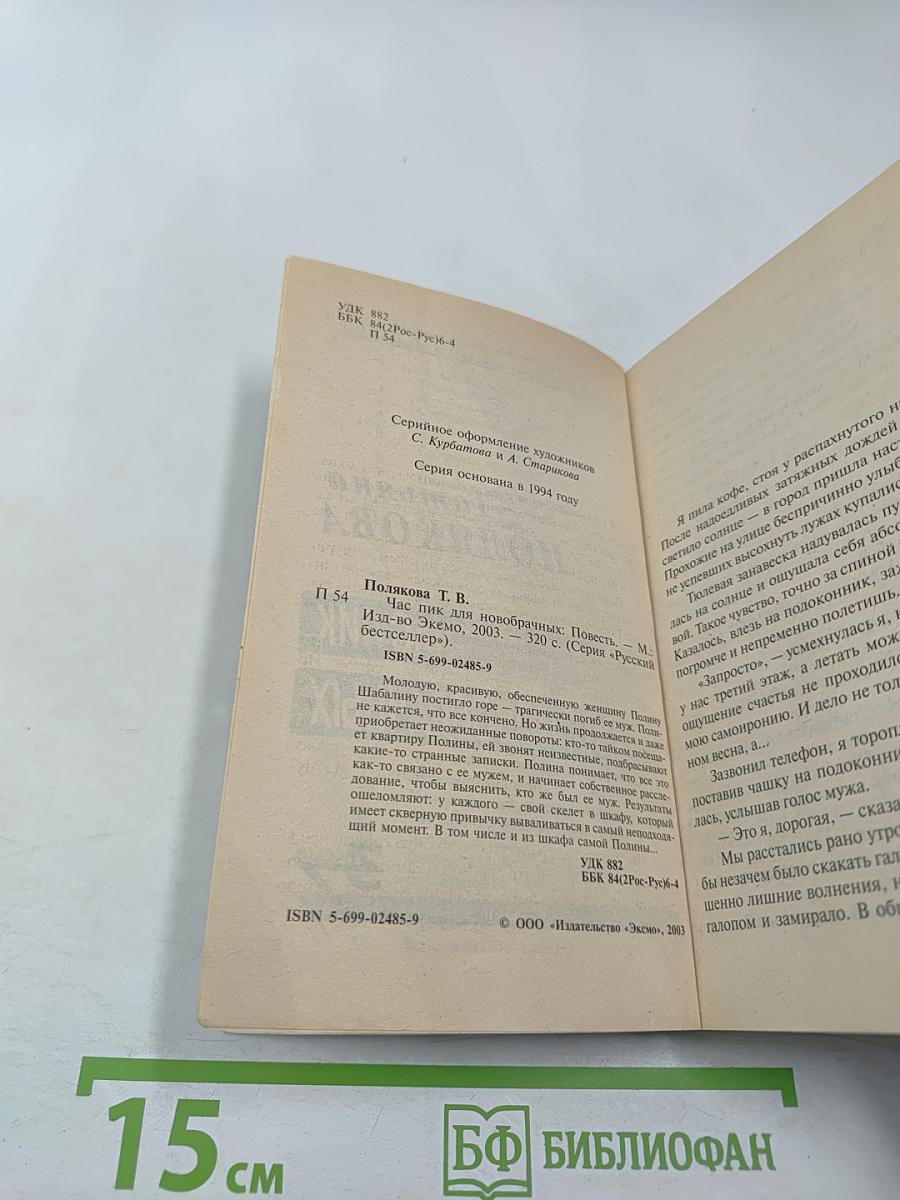 УДК 882
ББК 84(2Рос-Рус)6-4
П 54
Серийное оформление художников
С. Курбатова и А. Старикова
Серия основана в 1994 году
Полякова Т. В.
П 54 Час пик для новобрачных: Повесть. — М.:
Изд-во Эксмо, 2003. — 320 с. (Серия «Русский
бестселлер»).
ISBN 5-699-02485-9
Молодую, красивую, обеспеченную женщину Полину
Шабалину постигло горе — трагически погиб ее муж. Поли-
не кажется, что все кончено. Но жизнь продолжается и даже
приобретает неожиданные повороты: кто-то тайком посеща-
ет квартиру Полины, ей звонят неизвестные, подбрасывают
какие-то странные записки. Полина понимает, что все это
как-то связано с ее мужем, и начинает собственное рассле-
дование, чтобы выяснить, кто же был ее муж. Результаты
ошеломляют: у каждого — свой скелет в шкафу, который
имеет скверную привычку вываливаться в самый неподходя-
щий момент. В том числе и из шкафа самой Полины...
УДК 882
ББК 84(2Рос-Рус)6-4
ISBN 5-699-02485-9
© ООО «Издательство «Эксмо», 2003
Я пила кофе, стоя у распахнутого
После надоедливых затяжных дождей
светило солнце — в город пришла
Прохожие на улице беспричинно
не успевших высохнуть лужах
Тюлевая занавеска надувалась
лась на солнце и ощущала себя
вой. Такое чувство, точно за спиной
Казалось, влезь на подоконник,
погромче и непременно полетишь.
«Запросто», — усмехнулась я,
у нас третий этаж, а летать
ощущение счастья не
мою самоиронию. И дело не
ном весна, а...
Зазвонил телефон, я
поставив чашку на
лась, услышав голос мужа.
— Это я, дорогая, —
Мы расстались рано
бы незачем было скакать
шенно лишние волнения,
галопом и замирало. В
15 см
БФ БИБЛИОФАН